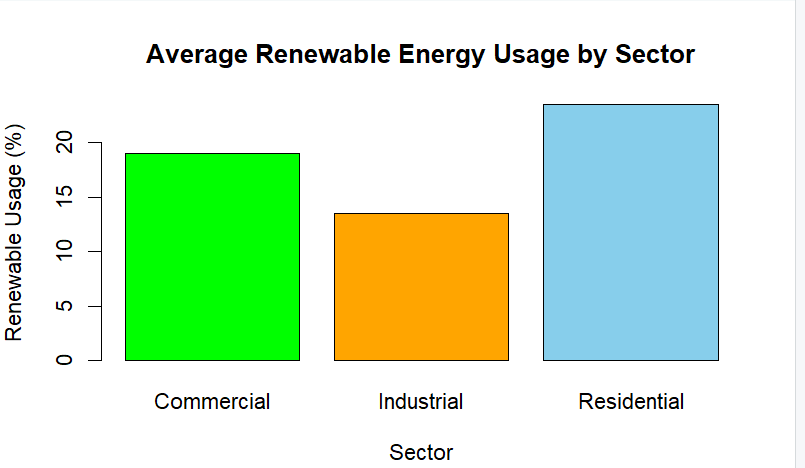 Average Renewable Energy Usage by Sector
Renewable Usage (%)
20
15
10
5
0
Commercial
Industrial
Residential
Sector